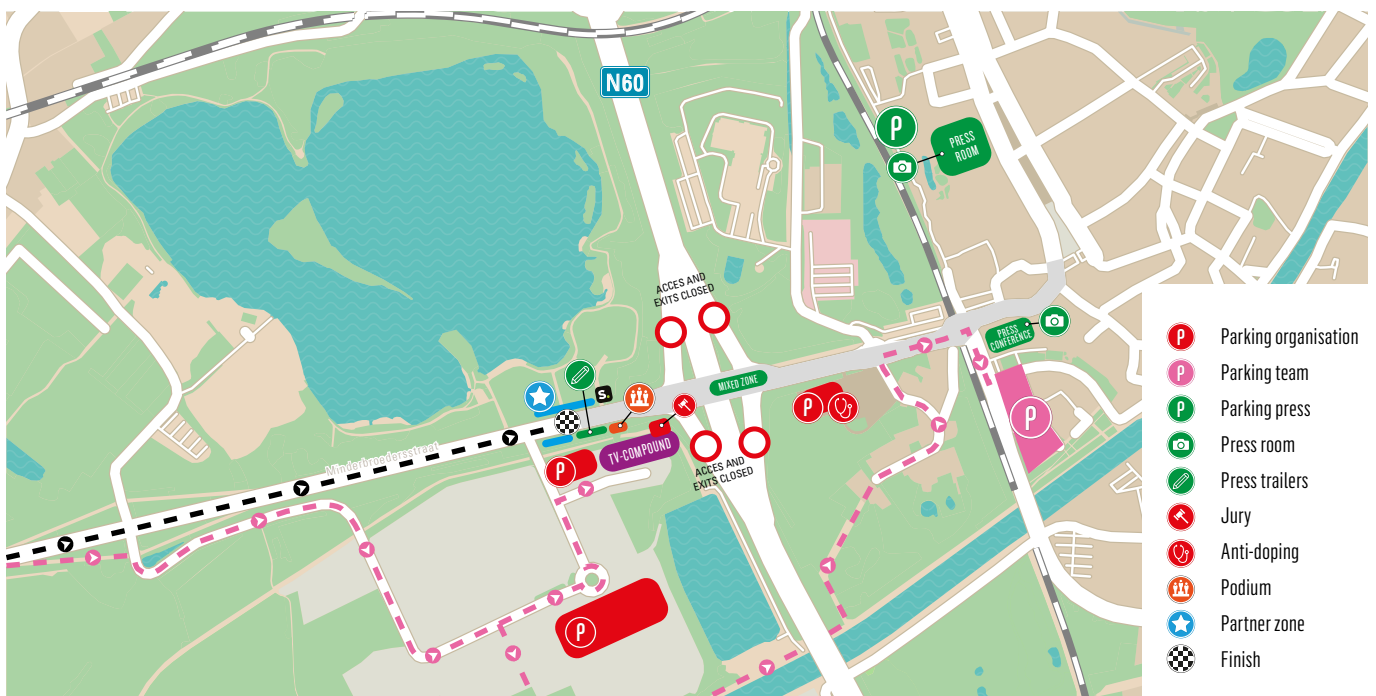 N60
P
PRESS
ROOM
ACCES AND
EXITS CLOSED
PRESS
CONFERENCE
MIXED ZONE
S.
P
P
TV-COMPOUND
Minderbroedersstraat
P
ACCES AND
EXITS CLOSED
P
P Parking organisation
P Parking team
P Parking press
Press room
Press trailers
Jury
Anti-doping
Podium
Partner zone
Finish